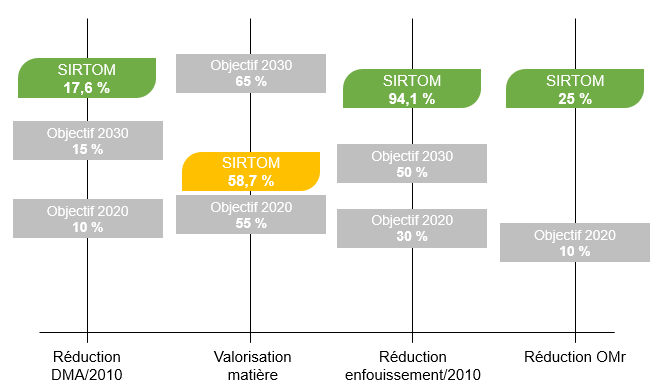 SIRTOM
17,6 %
Objectif 2030
15 %
Objectif 2020
10 %
Réduction
DMA/2010
Objectif 2030
65 %
SIRTOM
58,7 %
Objectif 2020
55 %
Valorisation
matière
SIRTOM
94,1 %
Objectif 2030
50 %
Objectif 2020
30 %
Réduction
enfouissement/2010
SIRTOM
25 %
Objectif 2020
10 %
Réduction OMr